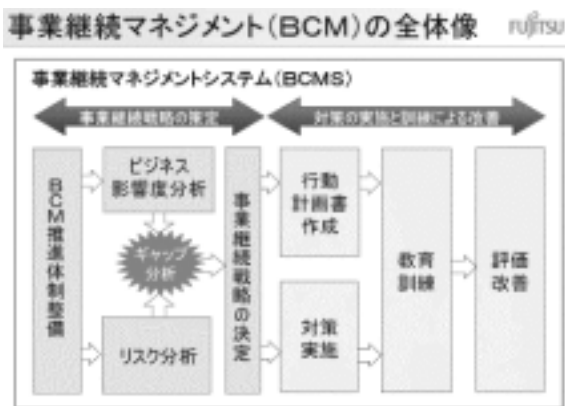 事業継続マネジメント(BCM)の全体像
FUJITSU
事業継続マネジメントシステム(BCMS)
事業継続戦略の策定
対策の実施と訓練による改善
BCM推進体制整備
ビジネス
影響度分析
ギャップ
分析
リスク分析
事業継続戦略の決定
行動
計画書
作成
対策
実施
教育
訓練
評価
改善